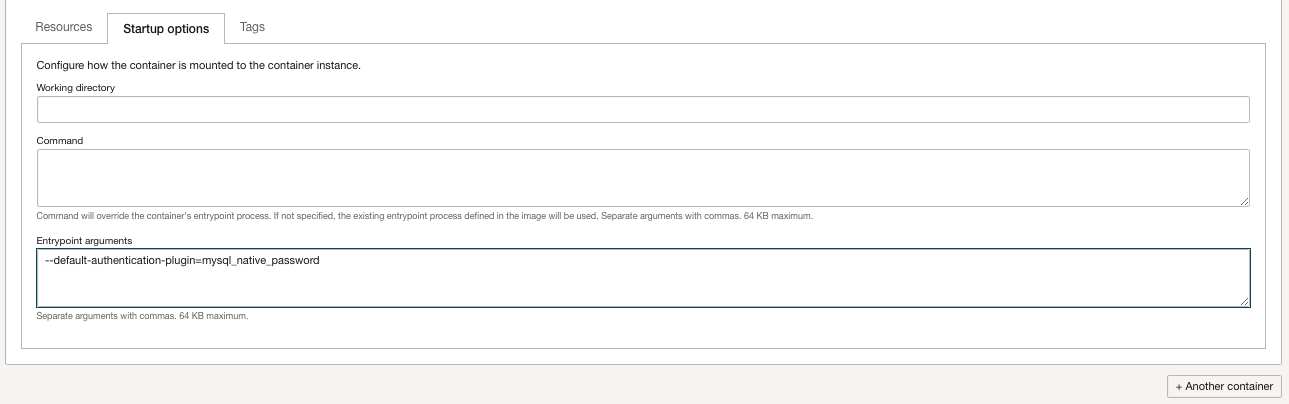 Resources
Startup options
Tags
Configure how the container is mounted to the container instance.
Working directory
Command
Command will override the container's entrypoint process. If not specified, the existing entrypoint process defined in the image will be used. Separate arguments with commas. 64 KB maximum.
Entrypoint arguments
--default-authentication-plugin=mysql_native_password
Separate arguments with commas. 64 KB maximum.
+ Another container